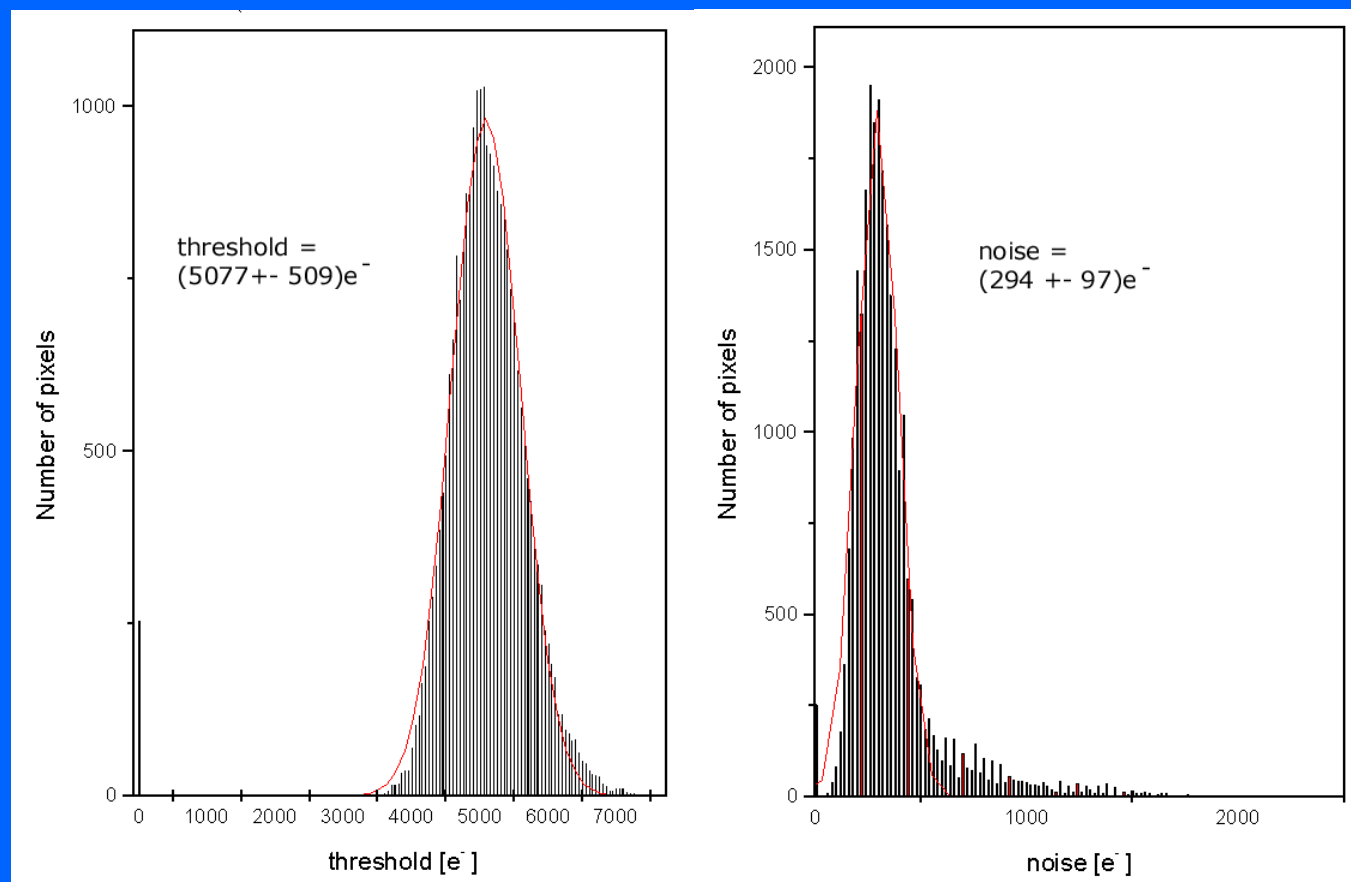 1000
500
0
threshold =
(5077+- 509)e-
Number of pixels
0 1000 2000 3000 4000 5000 6000 7000
threshold [e- ]
2000
1500
1000
500
0
noise =
(294 +- 97)e-
Number of pixels
0 1000 2000
noise [e- ]